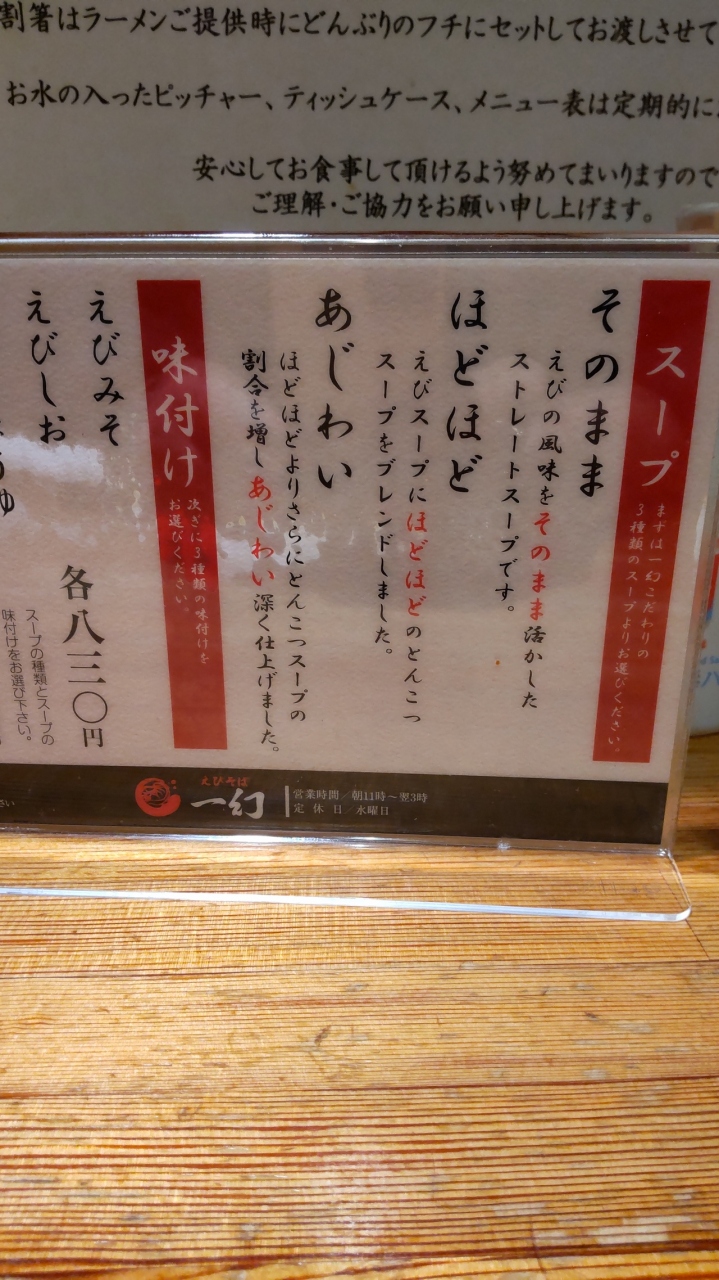 割箸はラーメンご提供時にどんぶりのフチにセットしてお渡しさせて
お水の入ったピッチャー、ティッシュケース、メニュー表は定期的に
安心してお食事して頂けるよう努めてまいりますので
ご理解・ご協力をお願い申し上げます。
スープ
まずは一幻こだわりの
3種類のスープよりお選びください。
そのまま
えびの風味をそのまま活かした
ストレートスープです。
ほどほど
えびスープにほどほどのとんこつ
スープをブレンドしました。
あじわい
ほどほどよりさらにとんこつスープの
割合を増しあじわい深く仕上げました。
味付け
次ぎに3種類の味付けを
お選びください。
えびみそ
えびしお
うゆ
各八三〇円
スープの種類とスープの
味付けをお選び下さい。
さい
えびそば
一幻
営業時間/朝11時～翌3時
定休日/水曜日